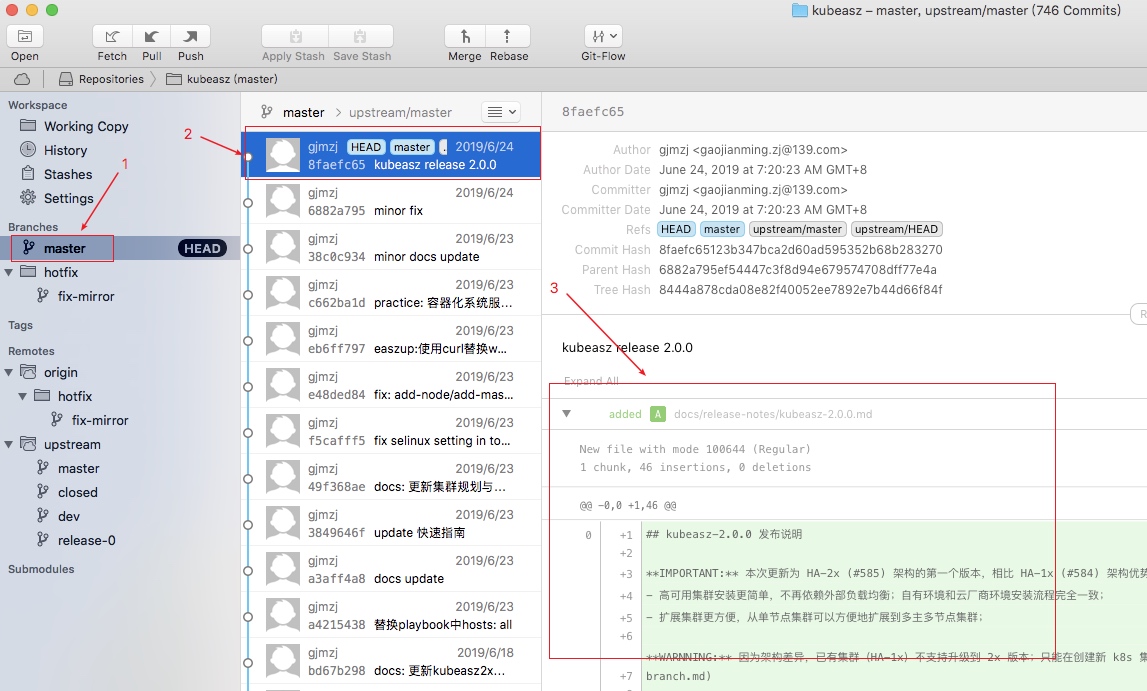 kubeasz – master, upstream/master (746 Commits)
Open
Fetch Pull Push
Apply Stash Save Stash
Merge Rebase
Git-Flow
Repositories kubeasz (master)
Workspace
Working Copy
History
Stashes
Settings
1
Branches
master HEAD
hotfix
fix-mirror
Tags
Remotes
origin
hotfix
fix-mirror
upstream
master
closed
dev
release-0
Submodules
master upstream/master
2
gjmzj HEAD master . 2019/6/24
8faefc65 kubeasz release 2.0.0
gjmzj 2019/6/24
6882a795 minor fix
gjmzj 2019/6/23
38c0c934 minor docs update
gjmzj 2019/6/23
c662ba1d practice: 容器化系统服...
gjmzj 2019/6/23
eb6ff797 easzup:使用curl替换w...
gjmzj 2019/6/23
e48ded84 fix: add-node/add-mas...
gjmzj 2019/6/23
f5cafff5 fix selinux setting in to...
gjmzj 2019/6/23
49f368ae docs: 更新集群规划与...
gjmzj 2019/6/23
3849646f update 快速指南
gjmzj 2019/6/23
a3aff4a8 docs update
gjmzj 2019/6/23
a4215438 替换playbook中hosts: all
gjmzj 2019/6/18
bd67b298 docs: 更新kubeasz2x...
8faefc65
Author gjmzj <gaojianming.zj@139.com>
Author Date June 24, 2019 at 7:20:23 AM GMT+8
Committer gjmzj <gaojianming.zj@139.com>
Committer Date June 24, 2019 at 7:20:23 AM GMT+8
Refs HEAD master upstream/master upstream/HEAD
Commit Hash 8faefc65123b347bca2d60ad595352b68b283270
Parent Hash 6882a795ef54447c3f8d94e679574708dff77e4a
Tree Hash 8444a878cda08e82f40052ee7892e7b44d66f84f
3
R
kubeasz release 2.0.0
Expand All
added A docs/release-notes/kubeasz-2.0.0.md
New file with mode 100644 (Regular)
1 chunk, 46 insertions, 0 deletions
@@ -0,0 +1,46 @@
0 +1 ## kubeasz-2.0.0 发布说明
+2
+3 **IMPORTANT:** 本次更新为 HA-2x (#585) 架构的第一个版本，相比 HA-1x (#584) 架构优势
+4 - 高可用集群安装更简单，不再依赖外部负载均衡；自有环境和云厂商环境安装流程完全一致；
+5 - 扩展集群更方便，从单节点集群可以方便地扩展到多主多节点集群；
+6
**WARNNING:** 因为架构差异，已有集群 (HA-1x) 不支持升级到 2x 版本；只能在创建新 k8s 集
+7 branch.md)